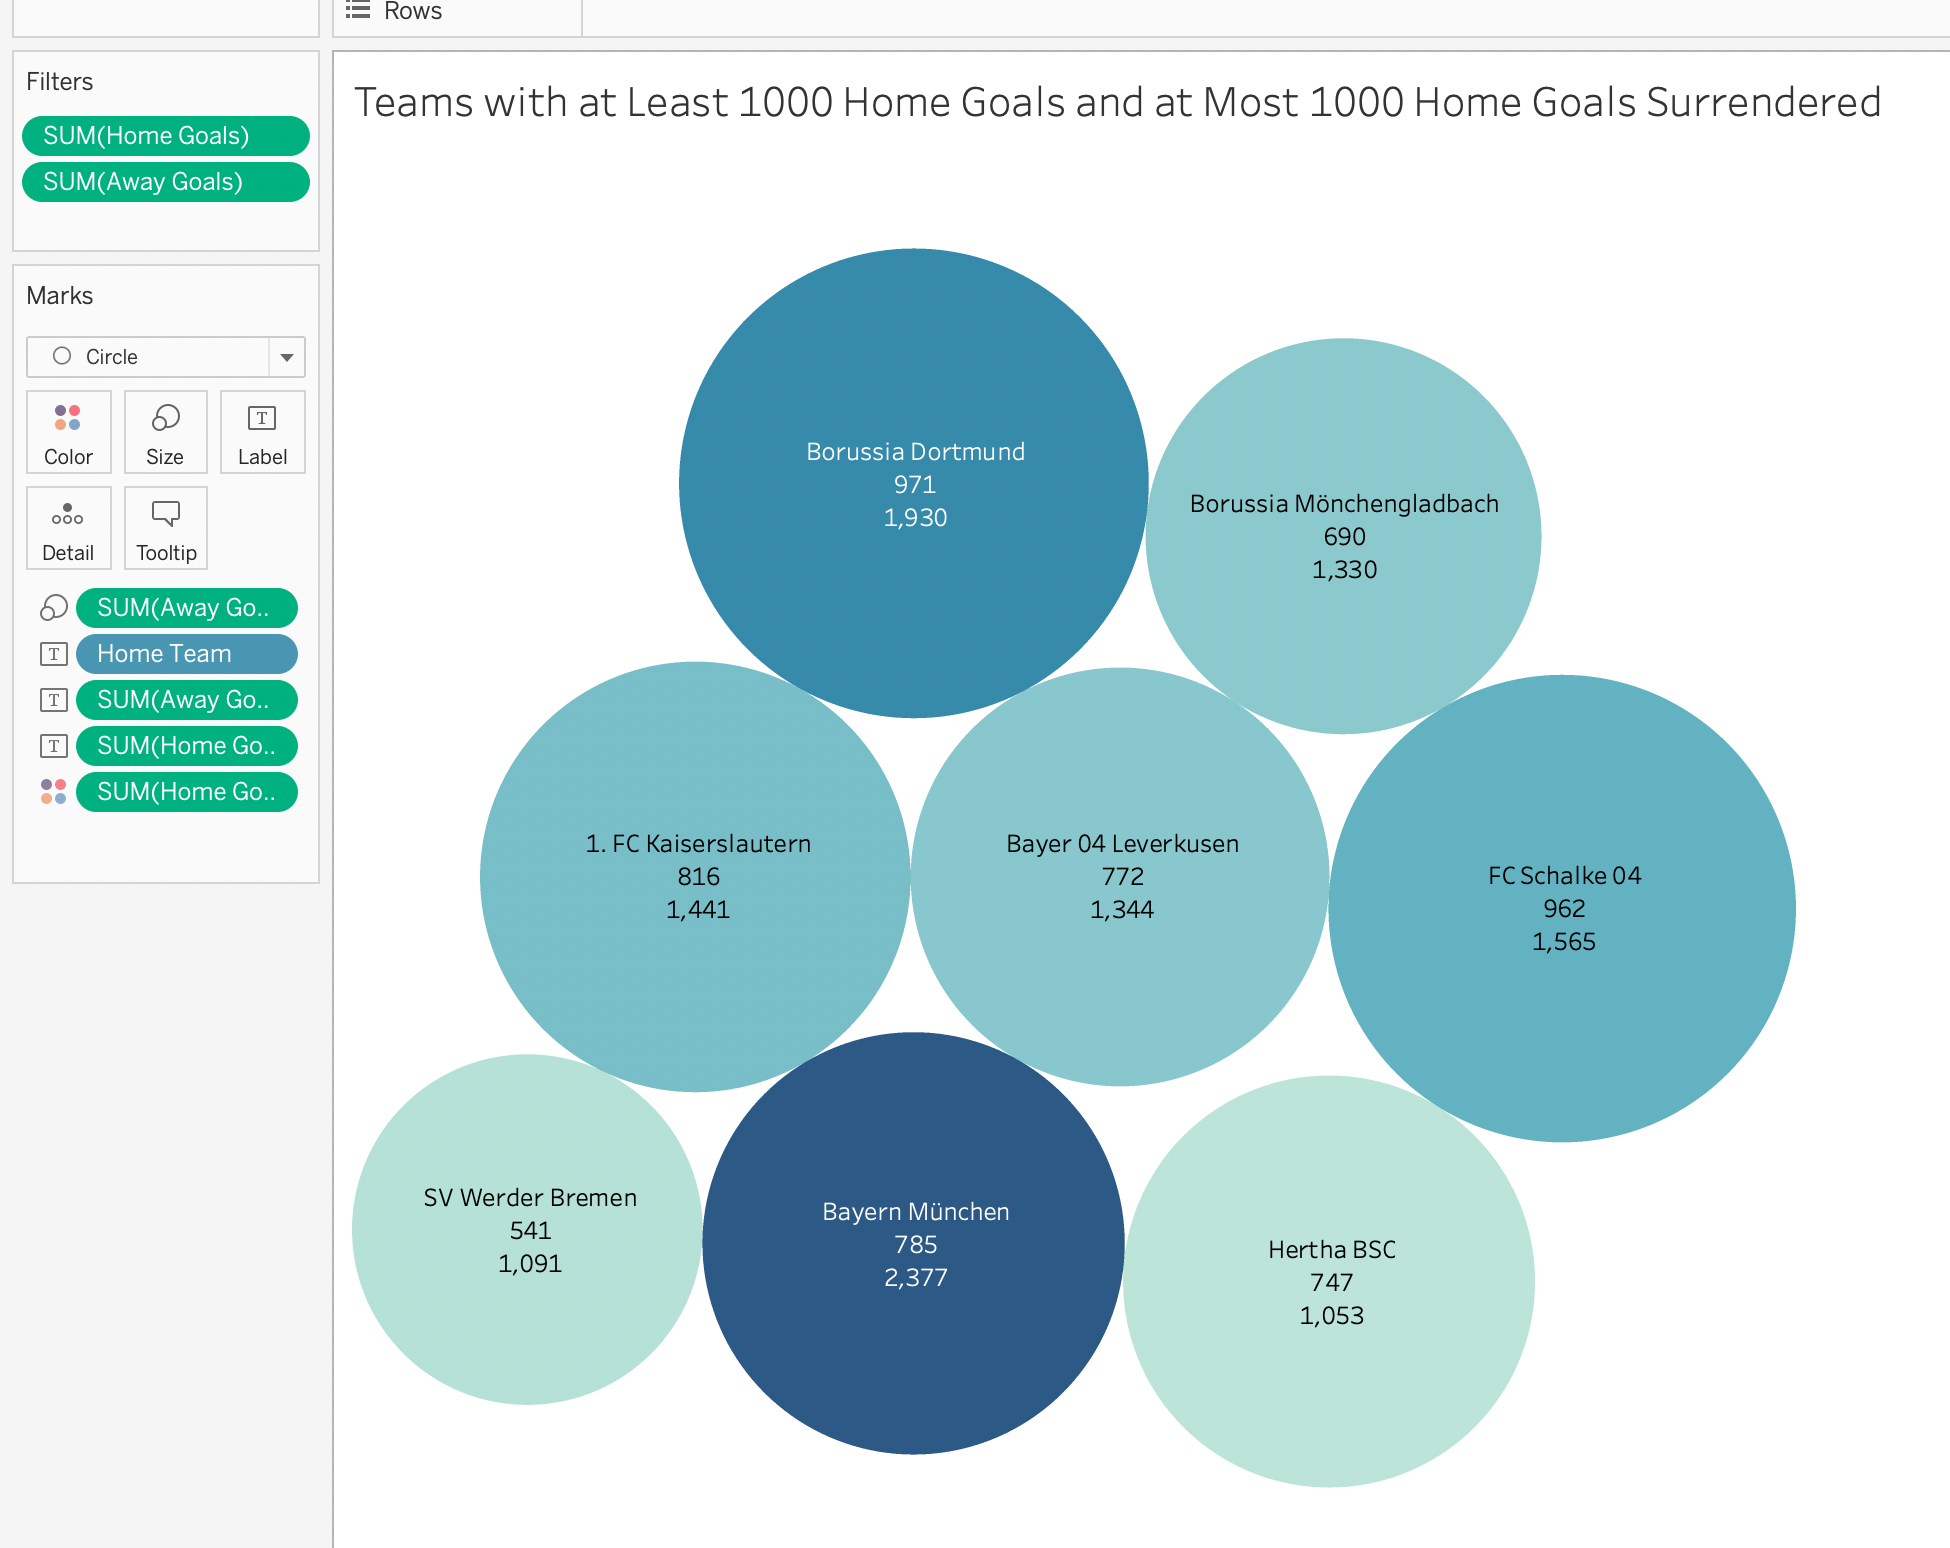 Rows
Filters
SUM(Home Goals)
SUM(Away Goals)
Marks
Circle
Color
Size
T
Label
Detail
Tooltip
SUM(Away Go..
T
Home Team
T
SUM(Away Go..
T
SUM(Home Go..
SUM(Home Go..
Teams with at Least 1000 Home Goals and at Most 1000 Home Goals Surrendered
Borussia Dortmund
971
1,930
Borussia Mönchengladbach
690
1,330
1. FC Kaiserslautern
816
1,441
Bayer 04 Leverkusen
772
1,344
FC Schalke 04
962
1,565
SV Werder Bremen
541
1,091
Bayern München
785
2,377
Hertha BSC
747
1,053